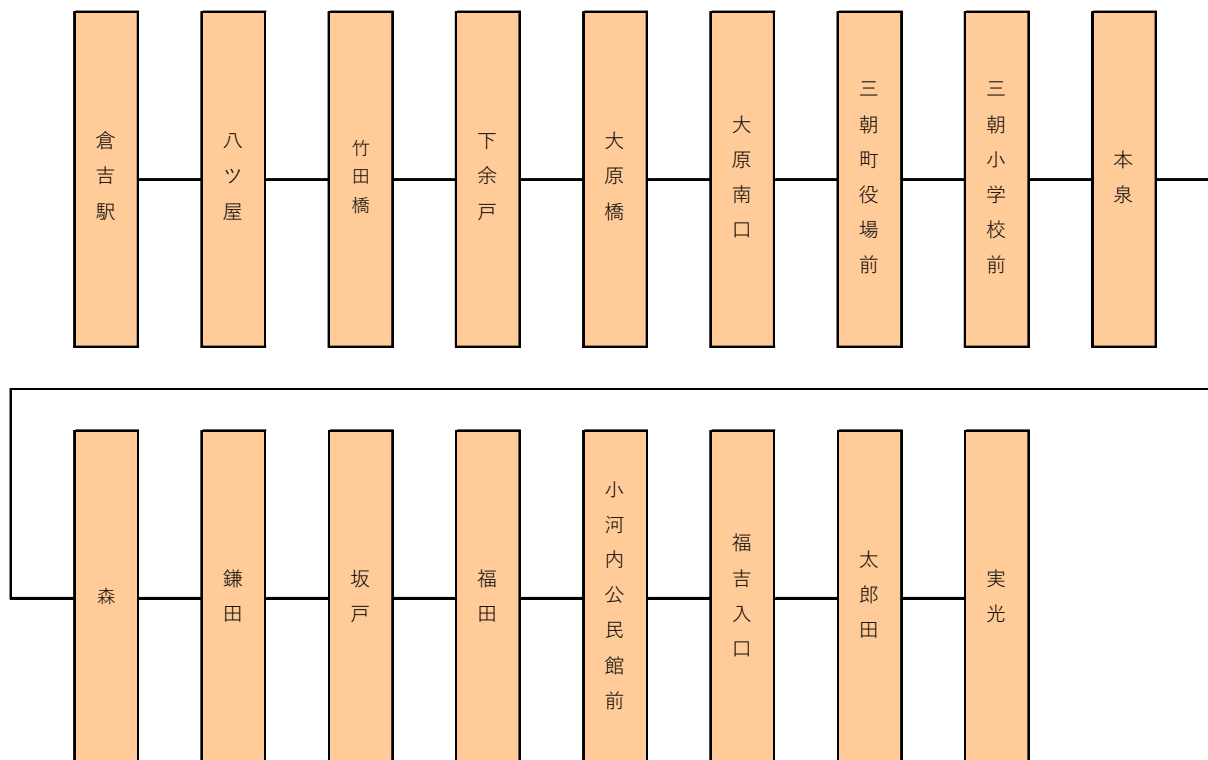 倉吉駅
八ツ屋
竹田橋
下余戸
大原橋
大原南口
三朝町役場前
三朝小学校前
本泉
森
鎌田
坂戸
福田
小河内公民館前
福吉入口
太郎田
実光